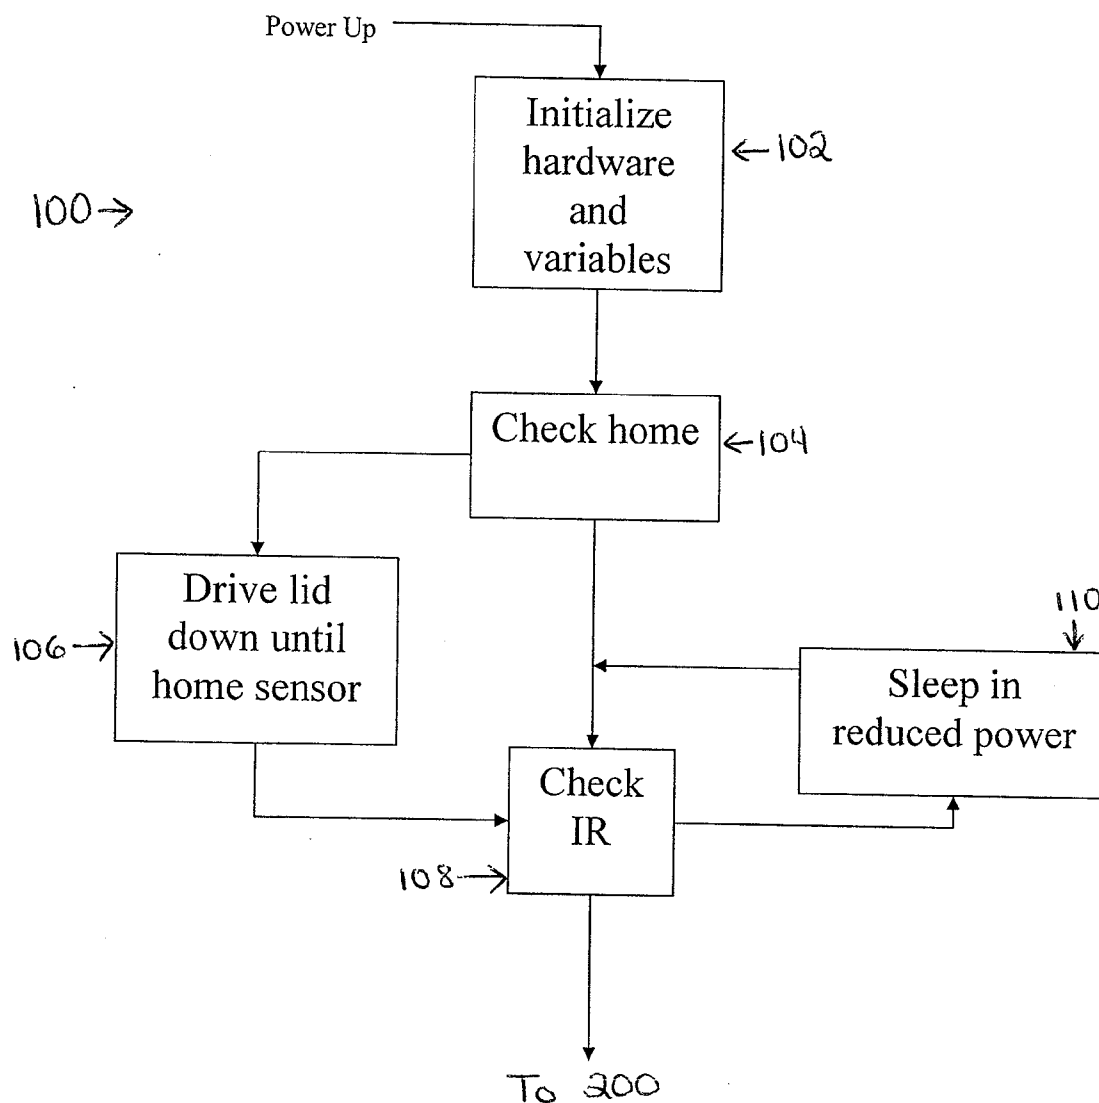 Power Up
Initialize
hardware
and
variables
←102
100→
Check home
←104
Drive lid
down until
home sensor
106→
110
↓
Sleep in
reduced power
Check
IR
108→
To 200